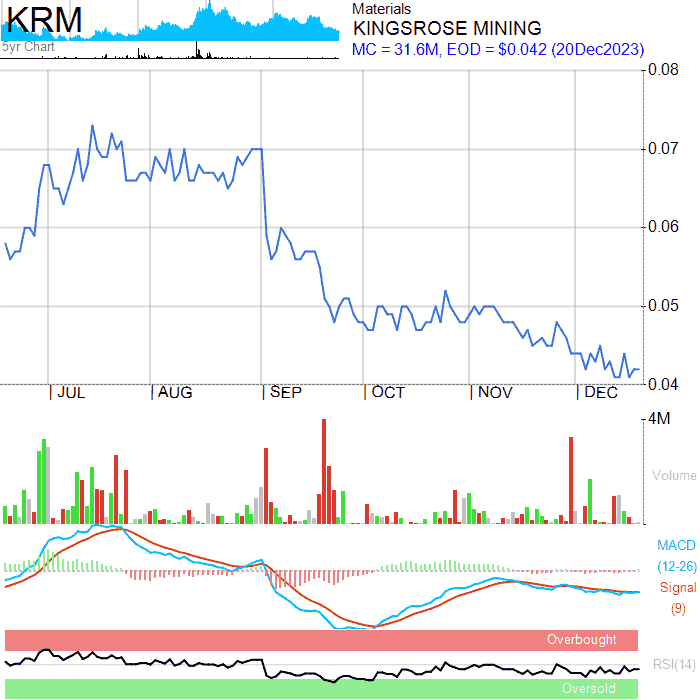 KRM
5yr Chart
Materials
KINGSROSE MINING
MC = 31.6M, EOD = $0.042 (20Dec2023)
0.08
0.07
0.06
0.05
0.04
| JUL | AUG | SEP | OCT | NOV | DEC
4M
Volume
MACD
(12-26)
Signal
(9)
Overbought
RSI(14)
Oversold